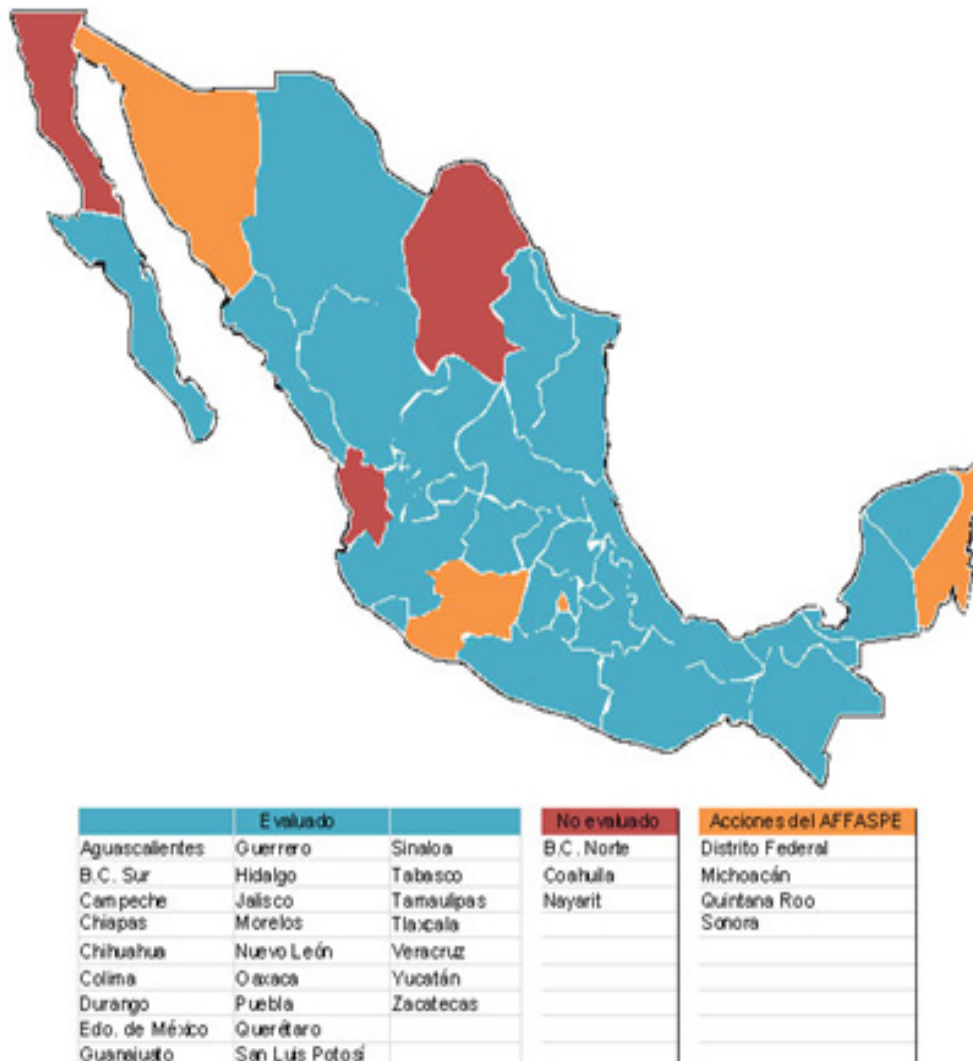 Evaluado No evaluado Acciones del AFFASPE
Aguascalientes Guerrero Sinaloa B.C. Norte Distrito Federal
B.C. Sur Hidalgo Tabasco Coahuila Michoacán
Campeche Jalisco Tamaulipas Nayarit Quintana Roo
Chiapas Morelos Tlaxcala Sonora
Chihuahua Nuevo León Veracruz
Colima Oaxaca Yucatán
Durango Puebla Zacatecas
Edo. de México Querétaro
Guanajuato San Luis Potosí